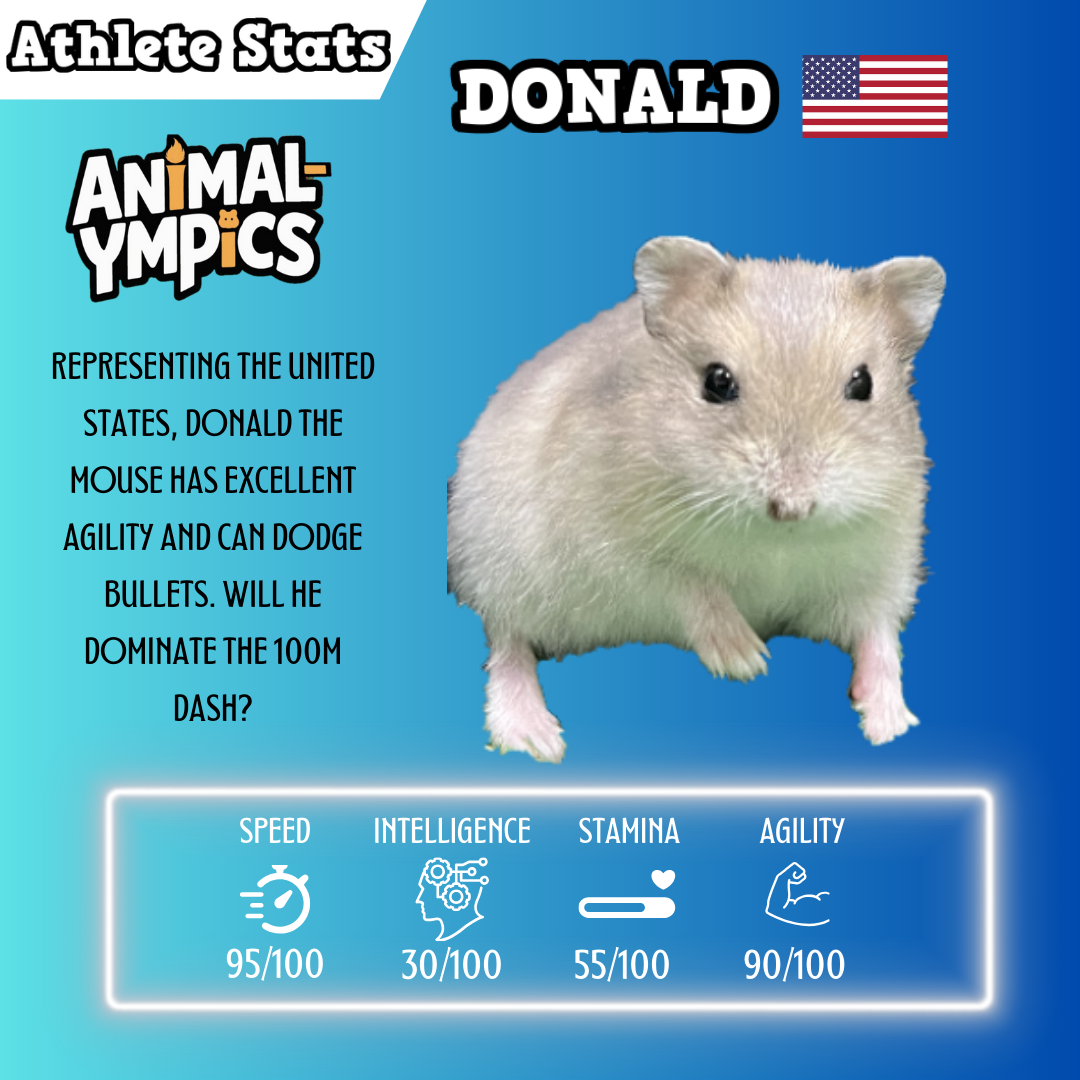 Athlete Stats
DONALD
ANIMAL-
YMPICS
REPRESENTING THE UNITED
STATES, DONALD THE
MOUSE HAS EXCELLENT
AGILITY AND CAN DODGE
BULLETS. WILL HE
DOMINATE THE 100M
DASH?
SPEED INTELLIGENCE STAMINA AGILITY
95/100 30/100 55/100 90/100